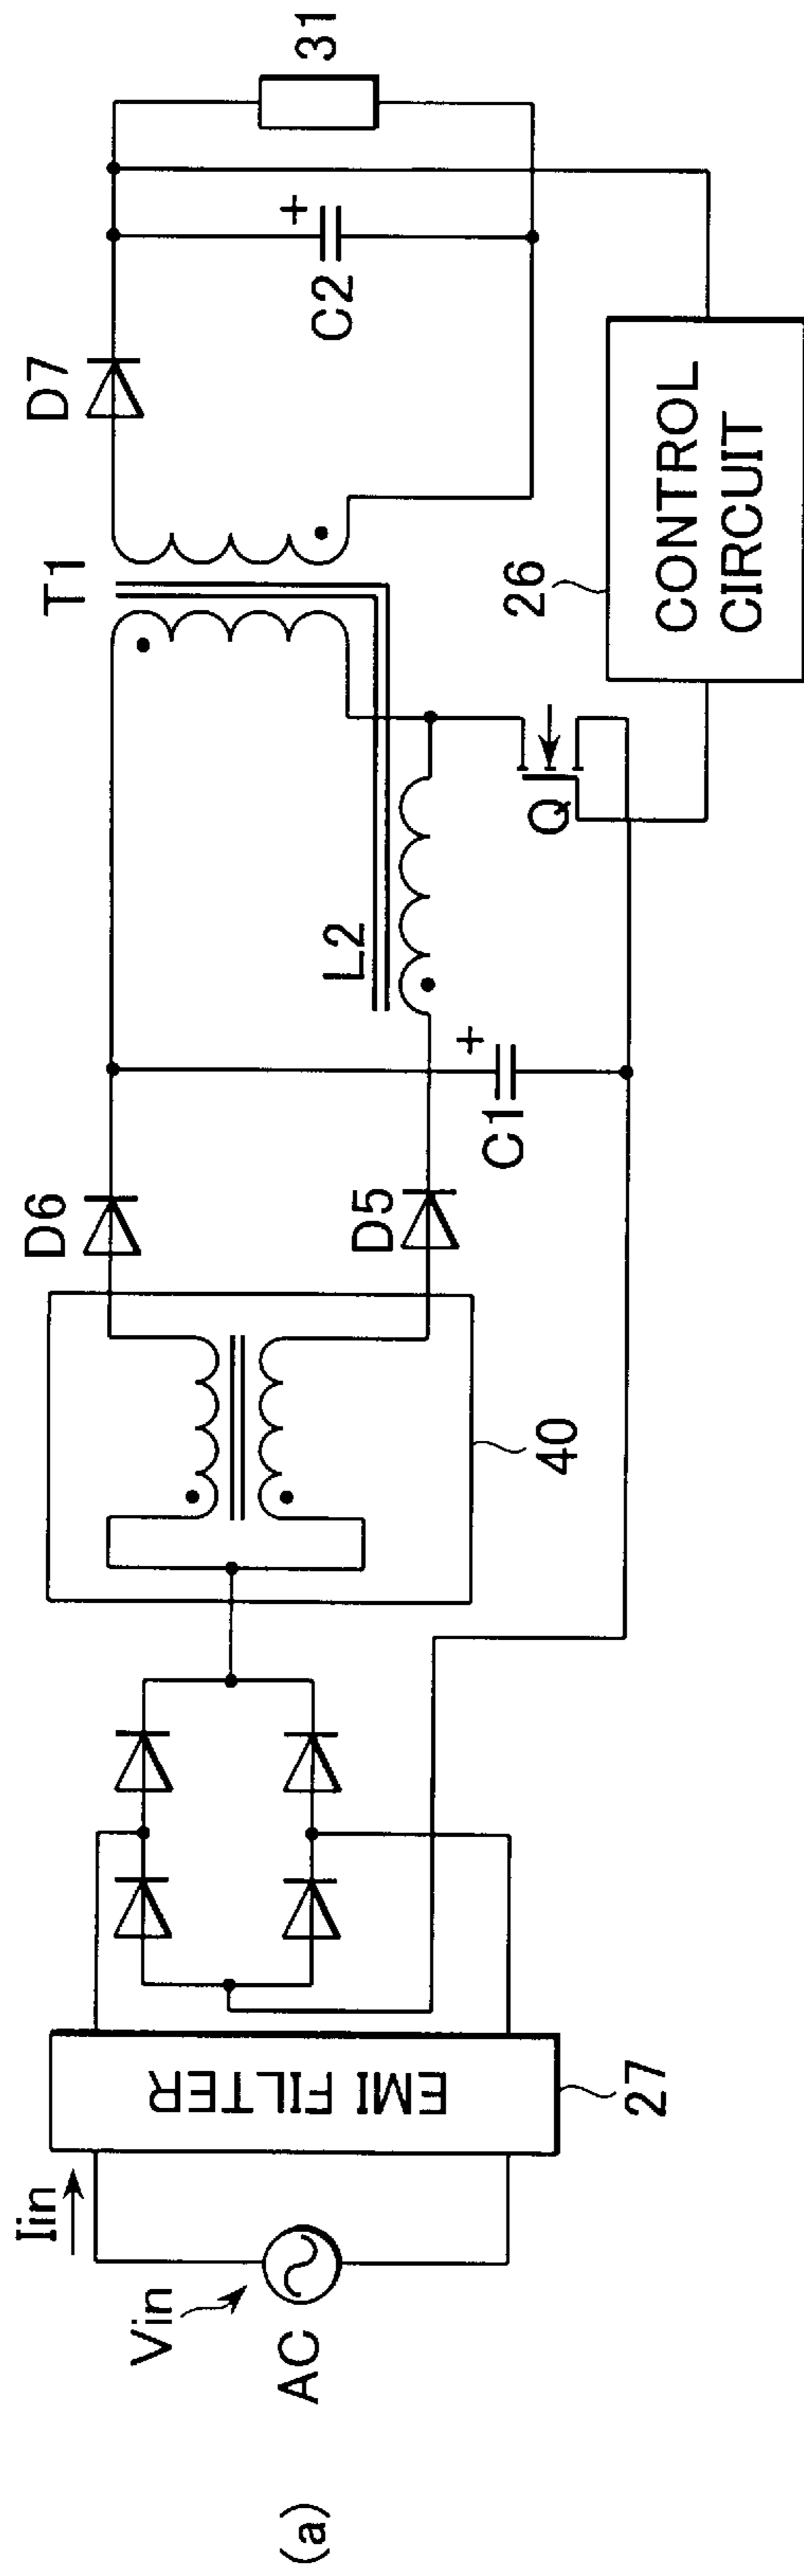 (a)
Vin
Iin
AC
EMI FILTER
27
40
D6
D5
C1
+
L2
T1
Q
D7
C2
+
31
26
CONTROL
CIRCUIT